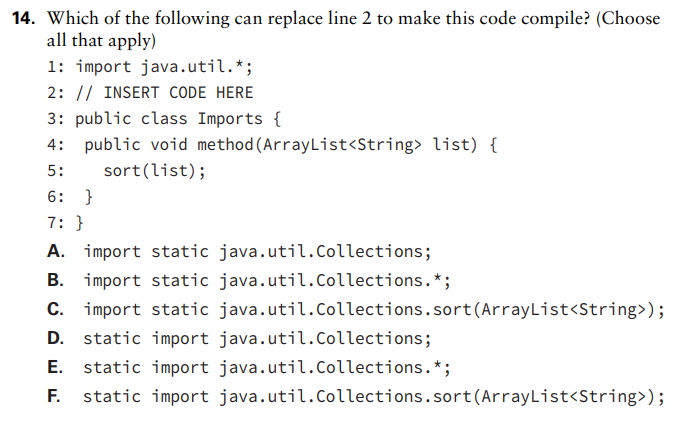 14. Which of the following can replace line 2 to make this code compile? (Choose
all that apply)
1: import java.util.*;
2: // INSERT CODE HERE
3: public class Imports {
4: public void method(ArrayList<String> list) {
5: sort(list);
6: }
7: }
A. import static java.util.Collections;
B. import static java.util.Collections.*;
C. import static java.util.Collections.sort(ArrayList<String>);
D. static import java.util.Collections;
E. static import java.util.Collections.*;
F. static import java.util.Collections.sort(ArrayList<String>);